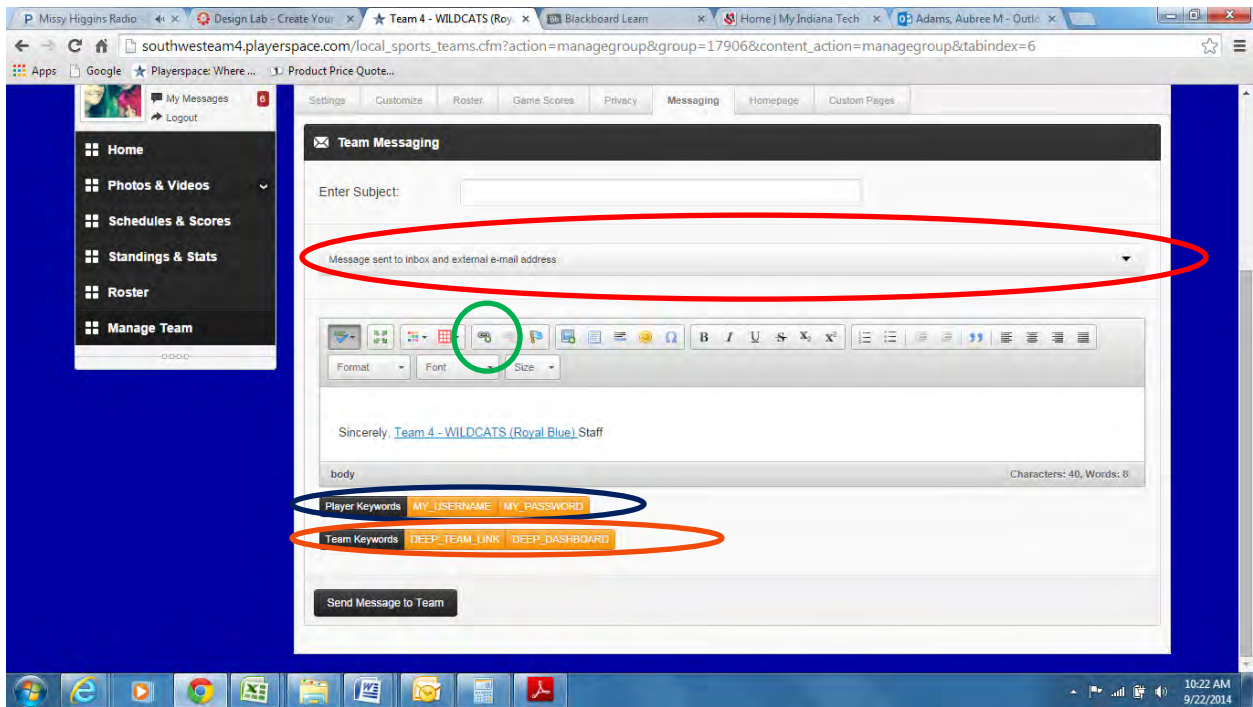 Missy Higgins Radio
Design Lab - Create Your
Team 4 - WILDCATS (Roy
Blackboard Learn
Home | My Indiana Tech
Adams, Aubree M - Outlo
southwesteam4.playerspace.com/local_sports_teams.cfm?action=managegroup&group=17906&content_action=managegroup&tabindex=6
Apps Google Playerspace: Where ... Product Price Quote...
My Messages 6
Logout
Home
Photos & Videos
Schedules & Scores
Standings & Stats
Roster
Manage Team
Settings Customize Roster Game Scores Privacy Messaging Homepage Custom Pages
Team Messaging
Enter Subject:
Message sent to inbox and external e-mail address
B I U S X₂ X²
Format Font Size
Sincerely, Team 4 - WILDCATS (Royal Blue) Staff
body Characters: 40, Words: 8
Player Keywords MY_USERNAME MY_PASSWORD
Team Keywords DEEP_TEAM_LINK DEEP_DASHBOARD
Send Message to Team
10:22 AM
9/22/2014